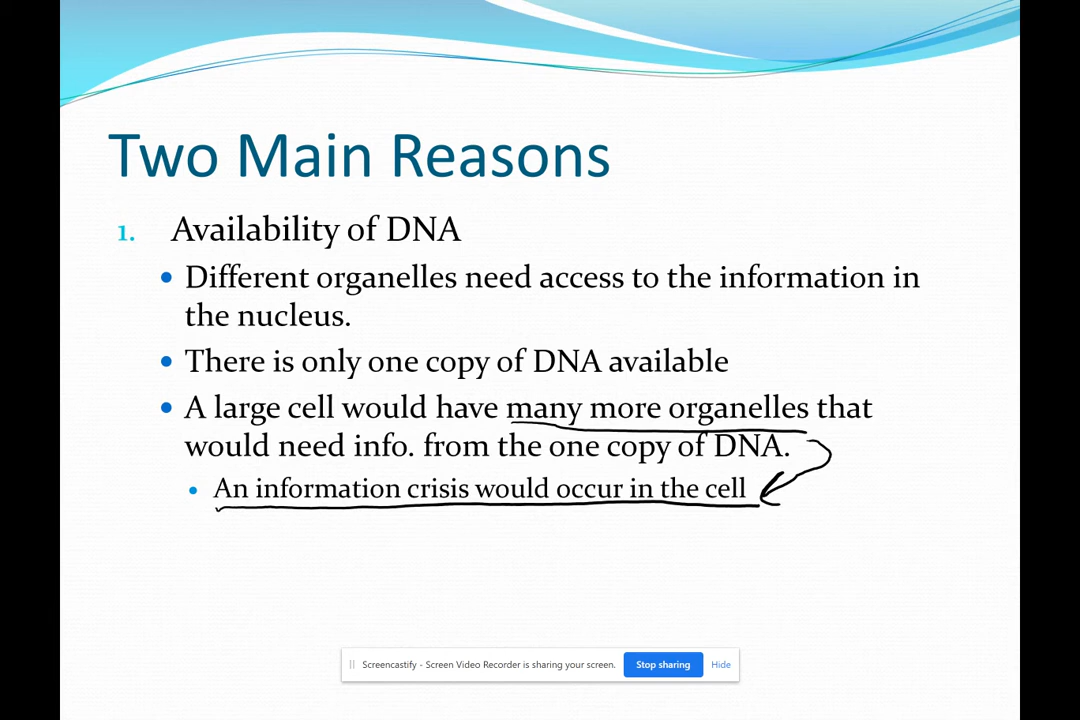 Two Main Reasons
1. Availability of DNA
• Different organelles need access to the information in
the nucleus.
• There is only one copy of DNA available
• A large cell would have many more organelles that
would need info. from the one copy of DNA.
• An information crisis would occur in the cell
Screencastify - Screen Video Recorder is sharing your screen. Stop sharing Hide